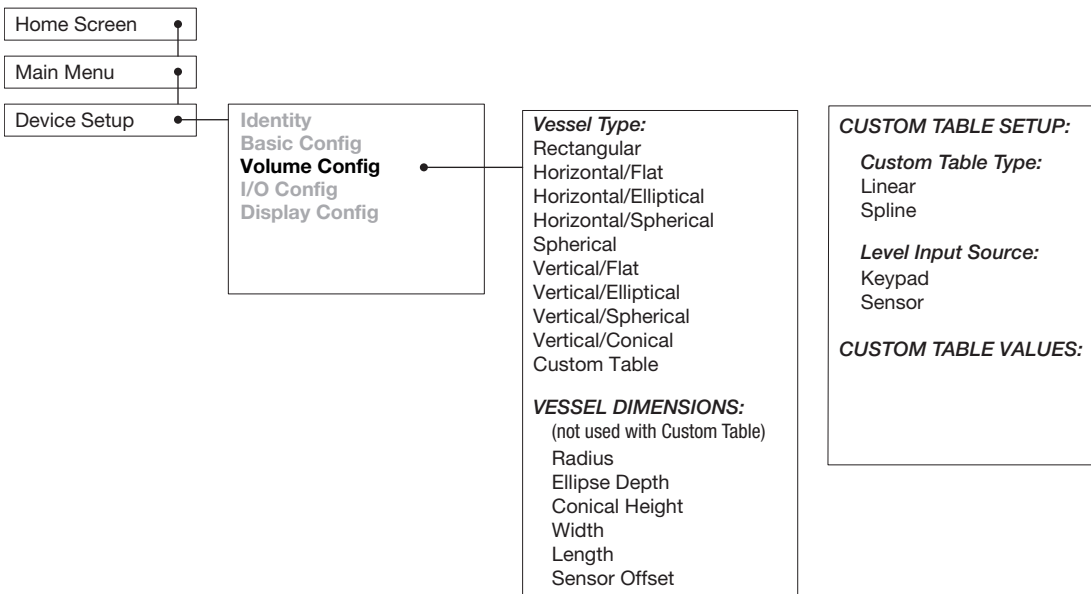 Home Screen
Main Menu
Device Setup
Identity
Basic Config
Volume Config
I/O Config
Display Config
Vessel Type:
Rectangular
Horizontal/Flat
Horizontal/Elliptical
Horizontal/Spherical
Spherical
Vertical/Flat
Vertical/Elliptical
Vertical/Spherical
Vertical/Conical
Custom Table
VESSEL DIMENSIONS:
(not used with Custom Table)
Radius
Ellipse Depth
Conical Height
Width
Length
Sensor Offset
CUSTOM TABLE SETUP:
Custom Table Type:
Linear
Spline
Level Input Source:
Keypad
Sensor
CUSTOM TABLE VALUES: